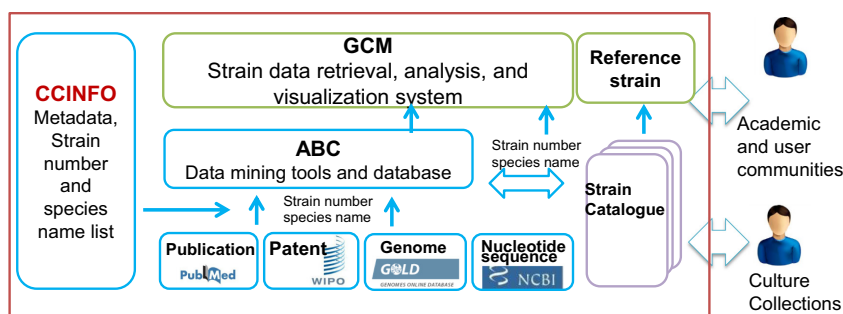 CCINFO
Metadata,
Strain
number
and
species
name list
GCM
Strain data retrieval, analysis, and
visualization system
Reference
strain
ABC
Data mining tools and database
Strain number
species name
Strain number
species name
Strain
Catalogue
Publication
PubMed
Patent
WIPO
Genome
GOLD
GENOMES ONLINE DATABASE
Nucleotide
sequence
NCBI
Academic
and user
communities
Culture
Collections